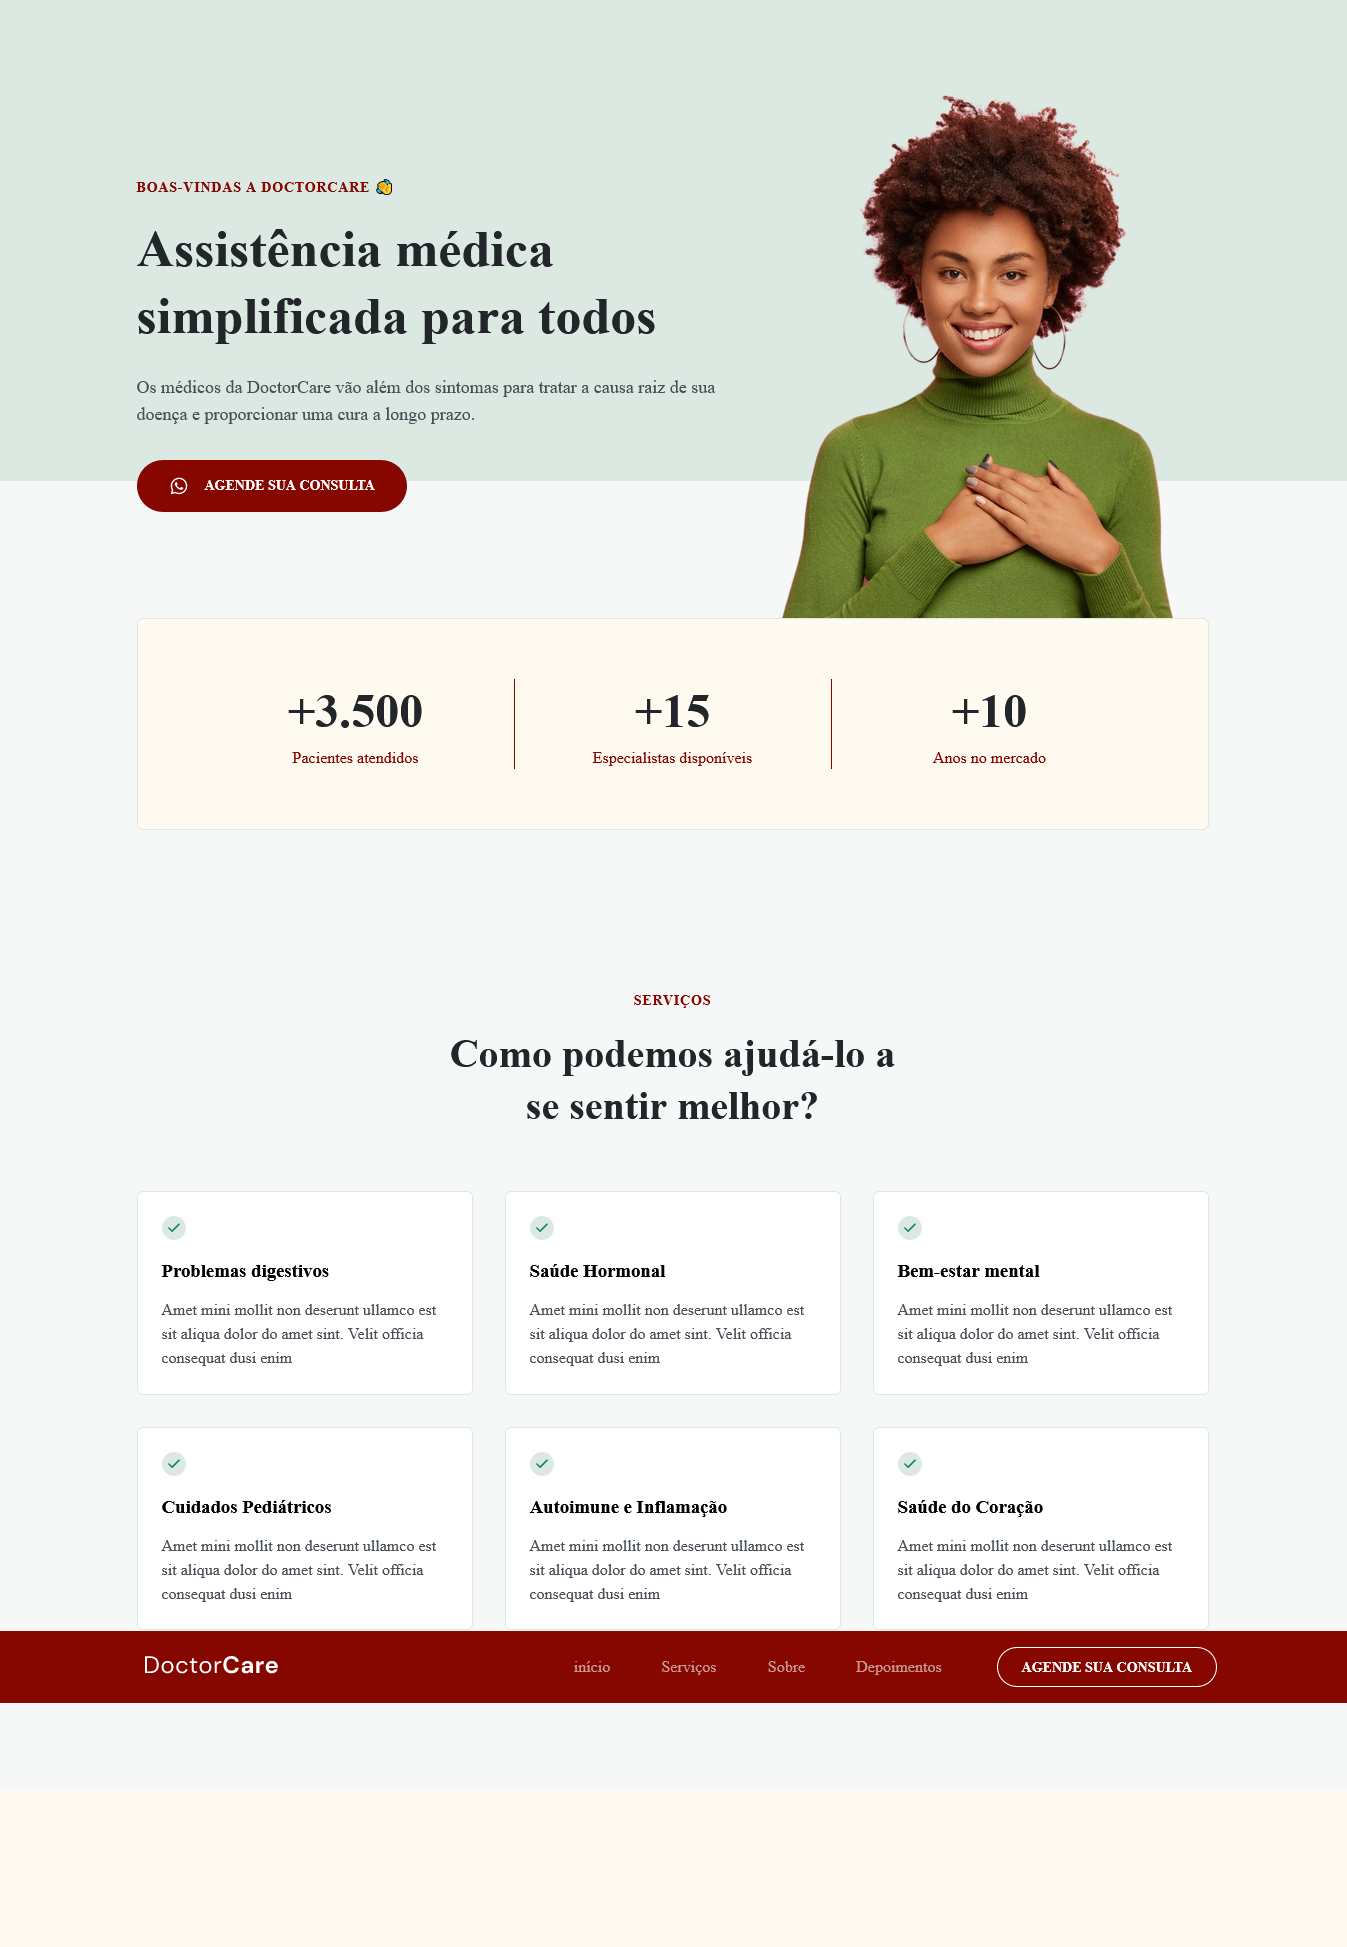 BOAS-VINDAS A DOCTORCARE 👋
Assistência médica
simplificada para todos
Os médicos da DoctorCare vão além dos sintomas para tratar a causa raiz de sua
doença e proporcionar uma cura a longo prazo.
AGENDE SUA CONSULTA
+3.500
Pacientes atendidos
+15
Especialistas disponíveis
+10
Anos no mercado
SERVIÇOS
Como podemos ajudá-lo a
se sentir melhor?
Problemas digestivos
Amet mini mollit non deserunt ullamco est
sit aliqua dolor do amet sint. Velit officia
consequat dusi enim
Saúde Hormonal
Amet mini mollit non deserunt ullamco est
sit aliqua dolor do amet sint. Velit officia
consequat dusi enim
Bem-estar mental
Amet mini mollit non deserunt ullamco est
sit aliqua dolor do amet sint. Velit officia
consequat dusi enim
Cuidados Pediátricos
Amet mini mollit non deserunt ullamco est
sit aliqua dolor do amet sint. Velit officia
consequat dusi enim
Autoimune e Inflamação
Amet mini mollit non deserunt ullamco est
sit aliqua dolor do amet sint. Velit officia
consequat dusi enim
Saúde do Coração
Amet mini mollit non deserunt ullamco est
sit aliqua dolor do amet sint. Velit officia
consequat dusi enim
DoctorCare
início
Serviços
Sobre
Depoimentos
AGENDE SUA CONSULTA